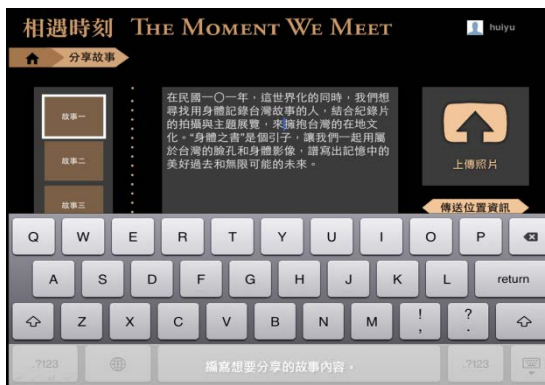 相遇時刻 THE MOMENT WE MEET
huiyu
分享故事
故事一
故事二
故事三
在民國一〇一年,這世界化的同時,我們想
尋找用身體記錄台灣故事的人,結合紀錄片
的拍攝與主題展覽,來擁抱台灣的在地文
化。“身體之書”是個引子,讓我們一起用屬
於台灣的臉孔和身體影像,譜寫出記憶中的
美好過去和無限可能的未來。
上傳照片
傳送位置資訊
Q W E R T Y U I O P
A S D F G H J K L return
Z X C V B N M ! , ? .
.?123 編寫想要分享的故事內容。 .?123